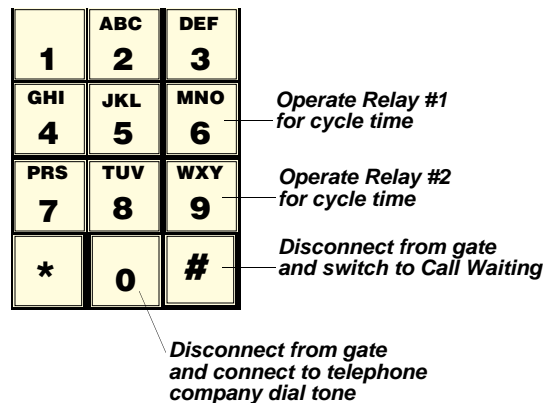 ABC DEF
1 2 3
GHI JKL MNO
4 5 6
Operate Relay #1
for cycle time
PRS TUV WXY
7 8 9
Operate Relay #2
for cycle time
* 0 #
Disconnect from gate
and switch to Call Waiting
Disconnect from gate
and connect to telephone
company dial tone